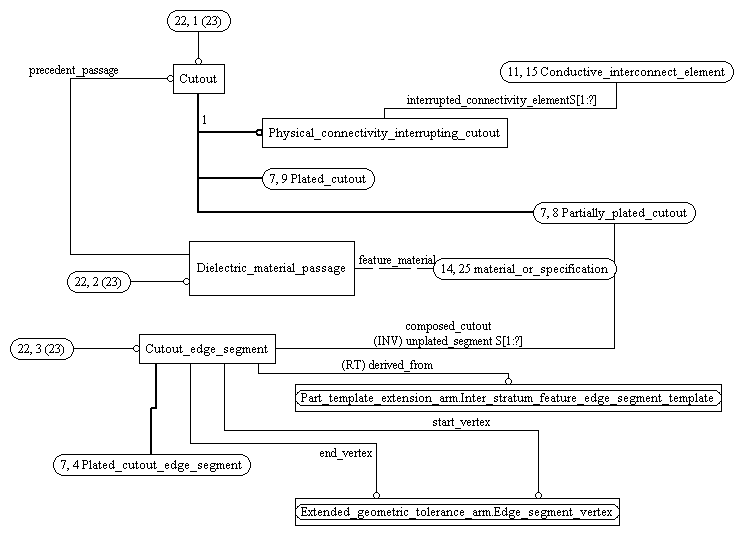 22, 1 (23)
precedent_passage
Cutout
11, 15 Conductive_interconnect_element
interrupted_connectivity_elementS[1:?]
1
Physical_connectivity_interrupting_cutout
7, 9 Plated_cutout
7, 8 Partially_plated_cutout
Dielectric_material_passage
feature_material
14, 25 material_or_specification
22, 2 (23)
composed_cutout
(INV) unplated_segment S[1:?]
22, 3 (23)
Cutout_edge_segment
(RT) derived_from
Part_template_extension_arm.Inter_stratum_feature_edge_segment_template
start_vertex
end_vertex
7, 4 Plated_cutout_edge_segment
Extended_geometric_tolerance_arm.Edge_segment_vertex